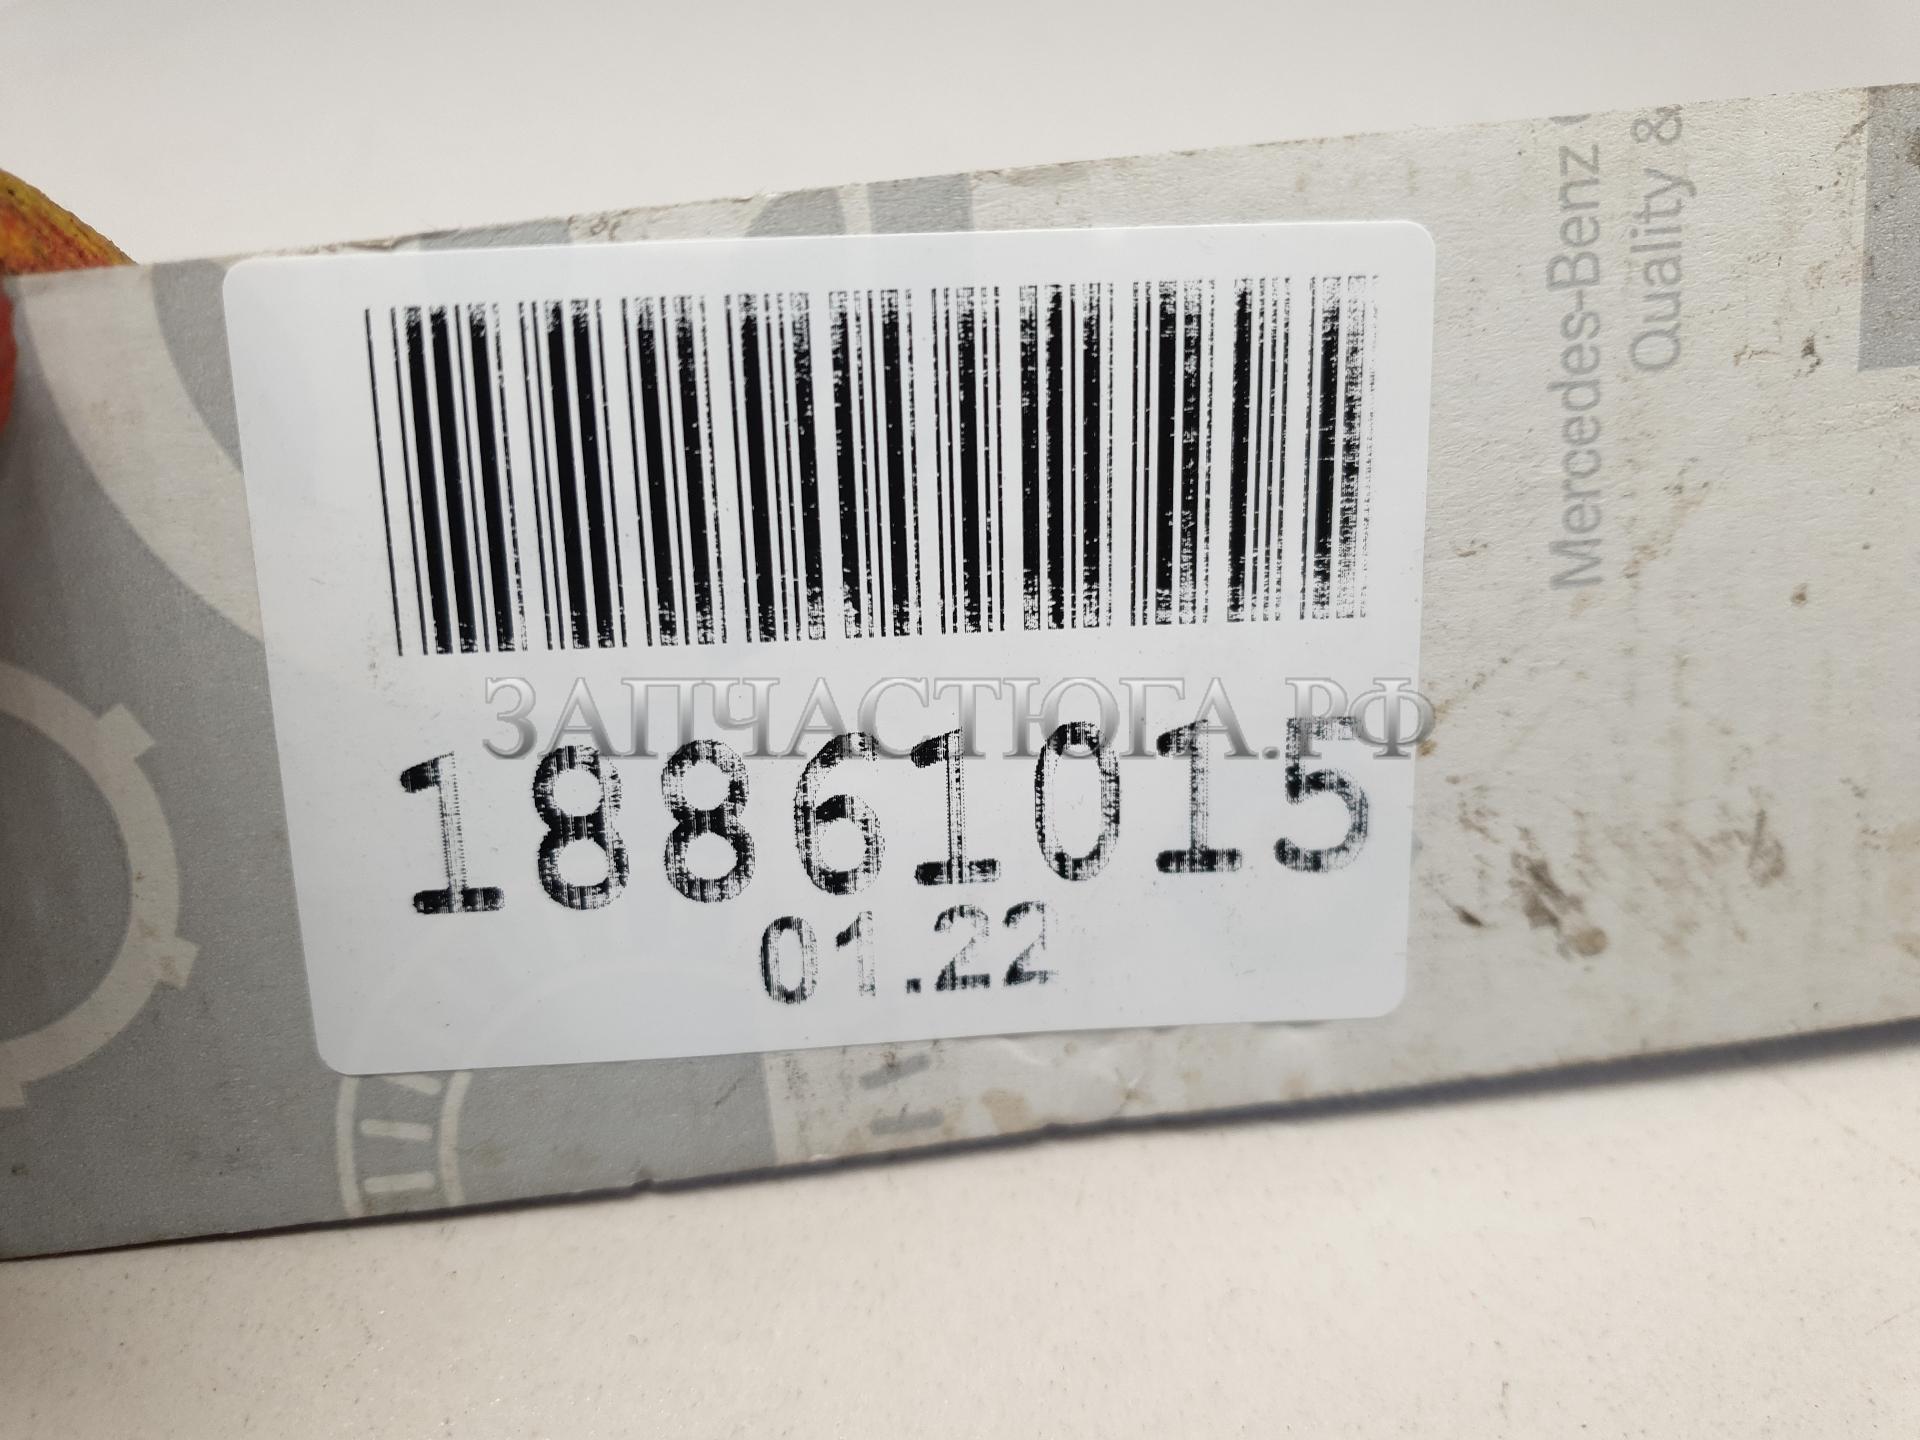 Mercedes-Benz
Quality &
ЗАПЧАСТЮГА.РФ
18861015
01.22